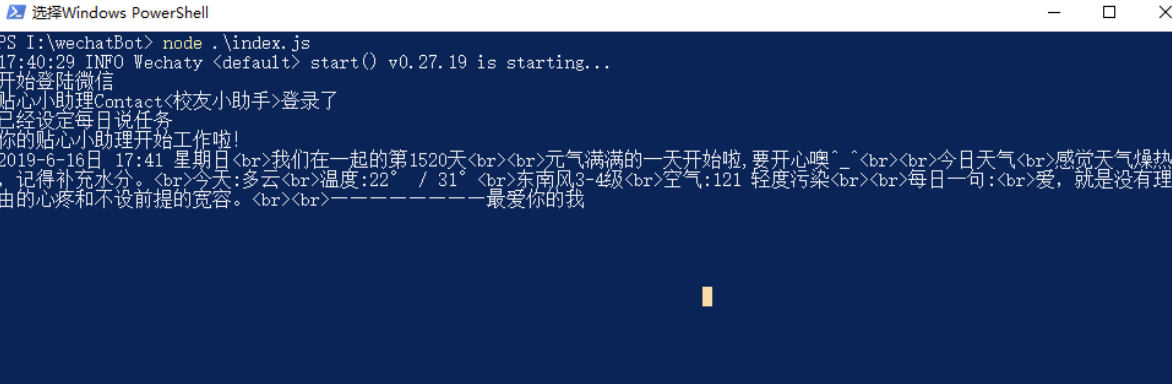 选择Windows PowerShell
PS I:\wechatBot> node .\index.js
17:40:29 INFO Wechaty <default> start() v0.27.19 is starting...
开始登陆微信
贴心小助理Contact<校友小助手>登录了
已经设定每日说任务
你的贴心小助理开始工作啦!
2019-6-16日 17:41 星期日<br>我们在一起的第1520天<br><br>元气满满的一天开始啦,要开心噢^_^<br><br>今日天气<br>感觉天气燥热
，记得补充水分。<br>今天:多云<br>温度:22° / 31°<br>东南风3-4级<br>空气:121 轻度污染<br><br>每日一句:<br>爱，就是没有理
由的心疼和不设前提的宽容。<br><br>————————最爱你的我